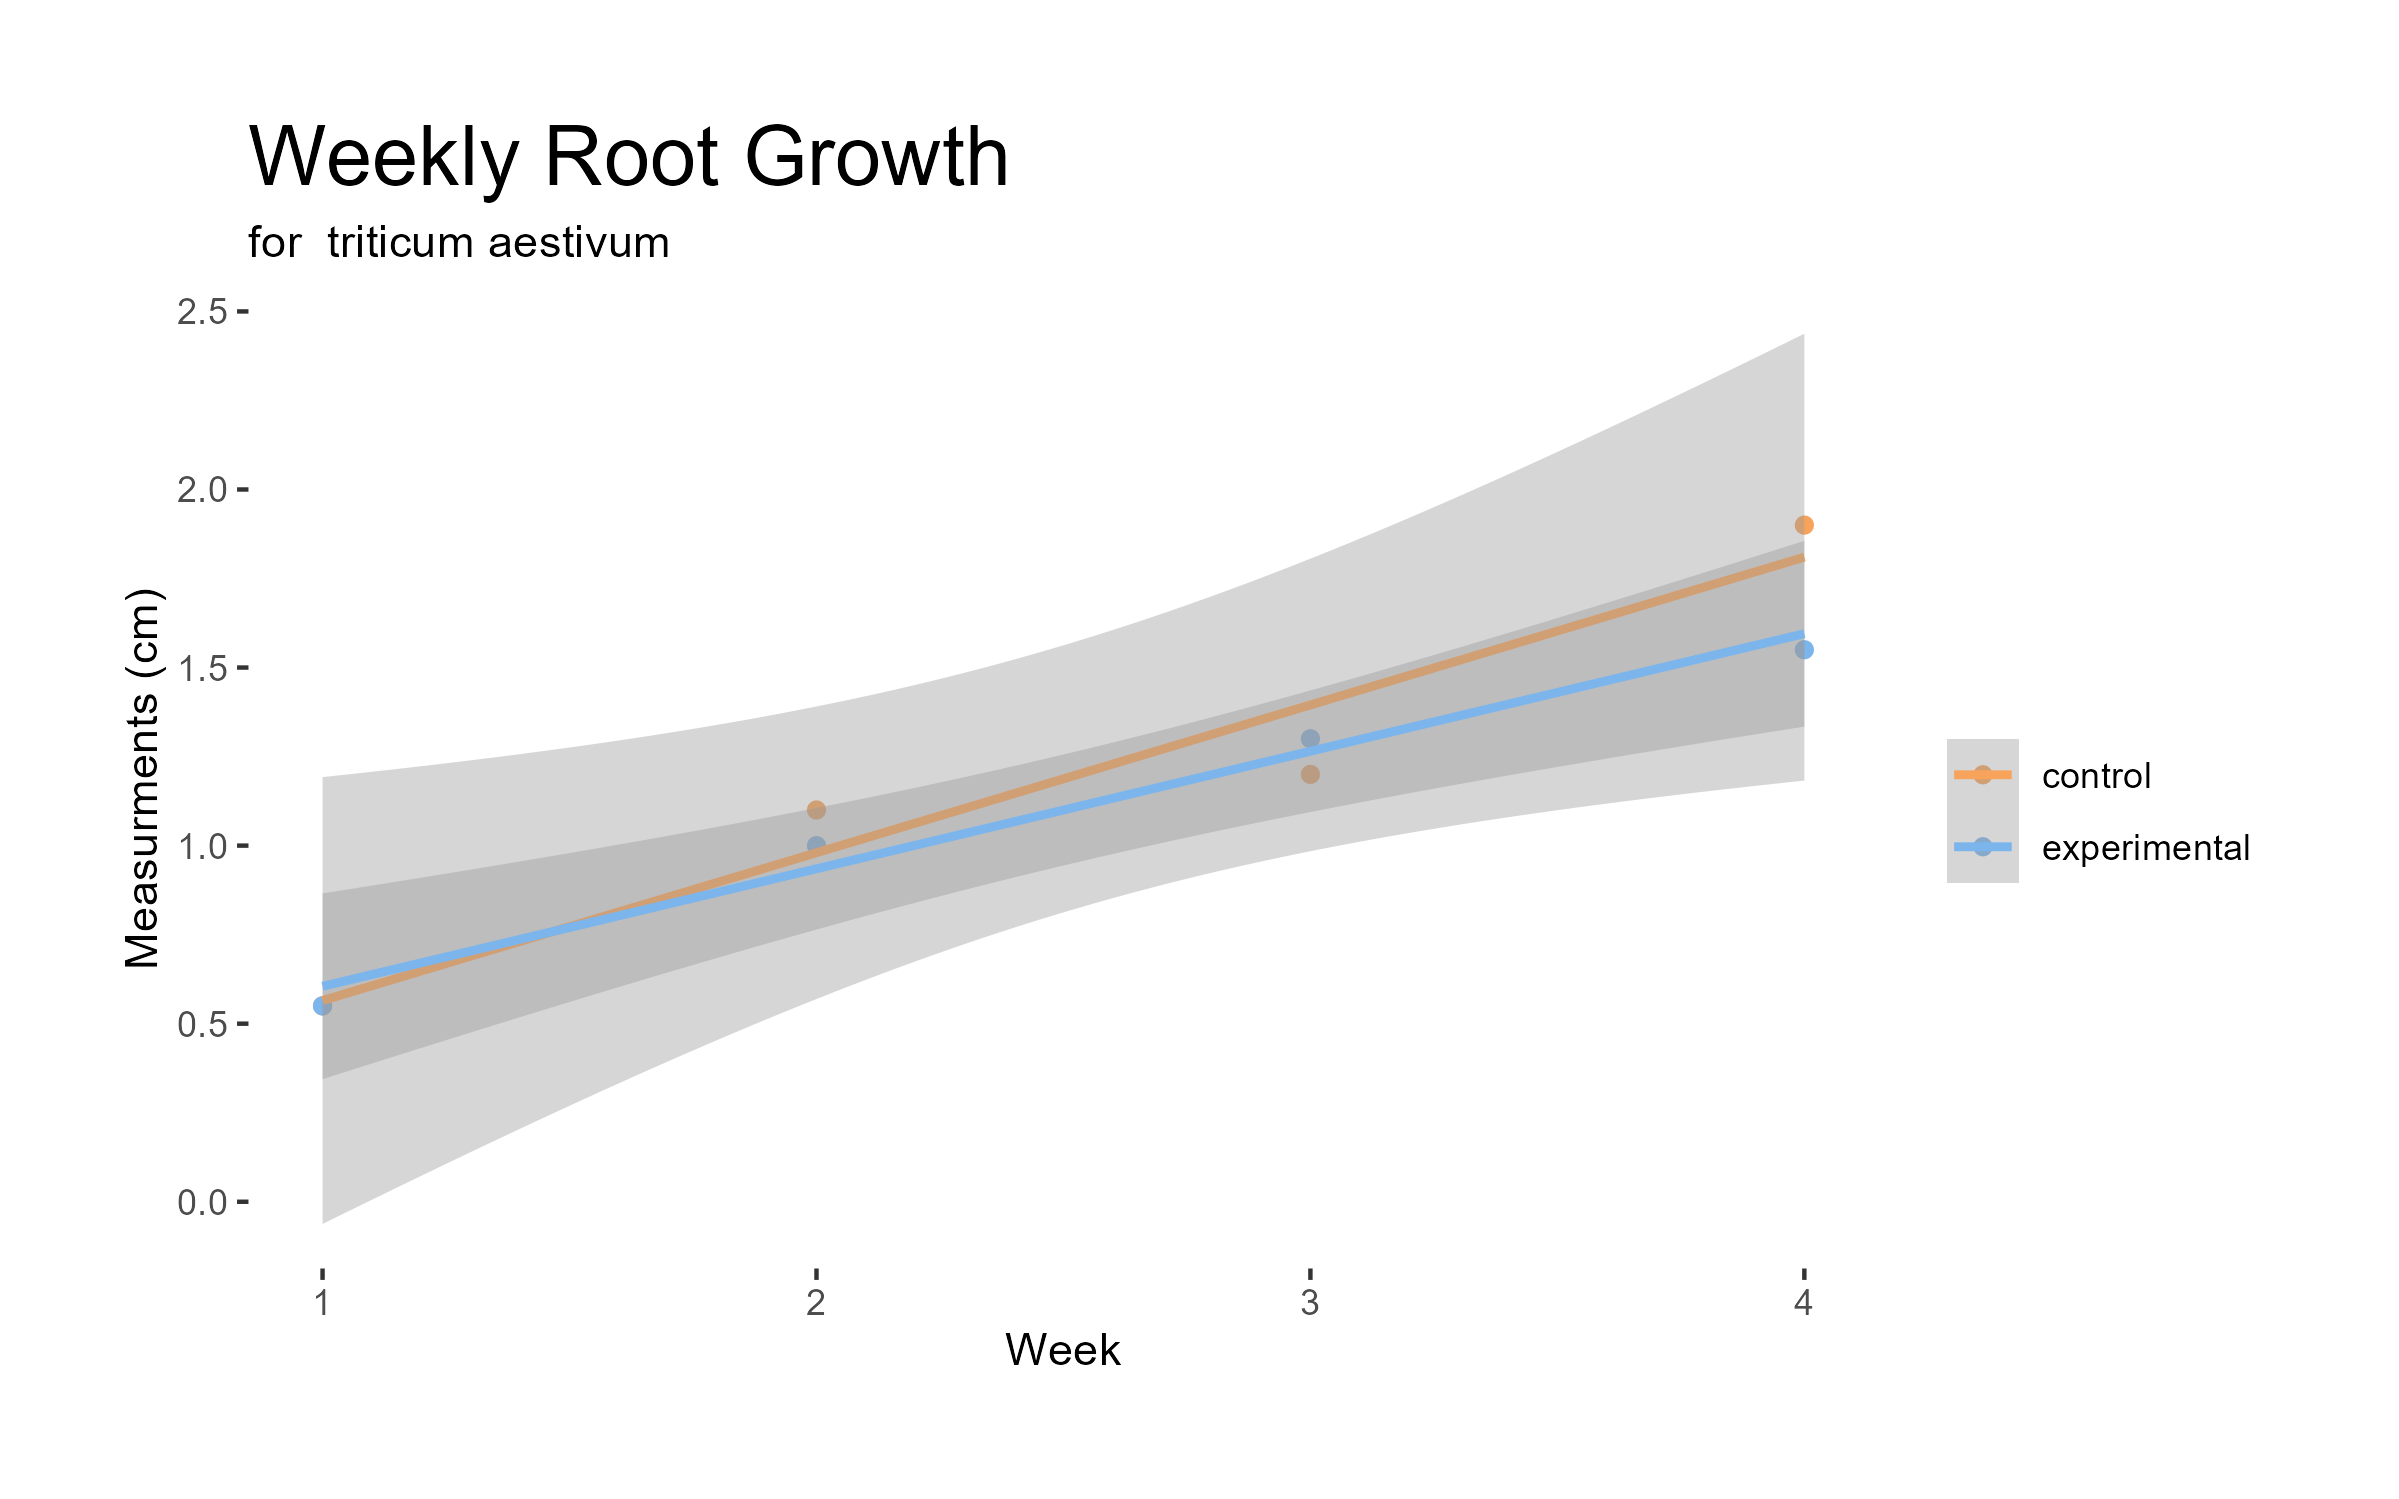 Weekly Root Growth
for  triticum aestivum
Measurments (cm)
2.5
2.0
1.5
1.0
0.5
0.0
1 2 3 4
Week
control
experimental